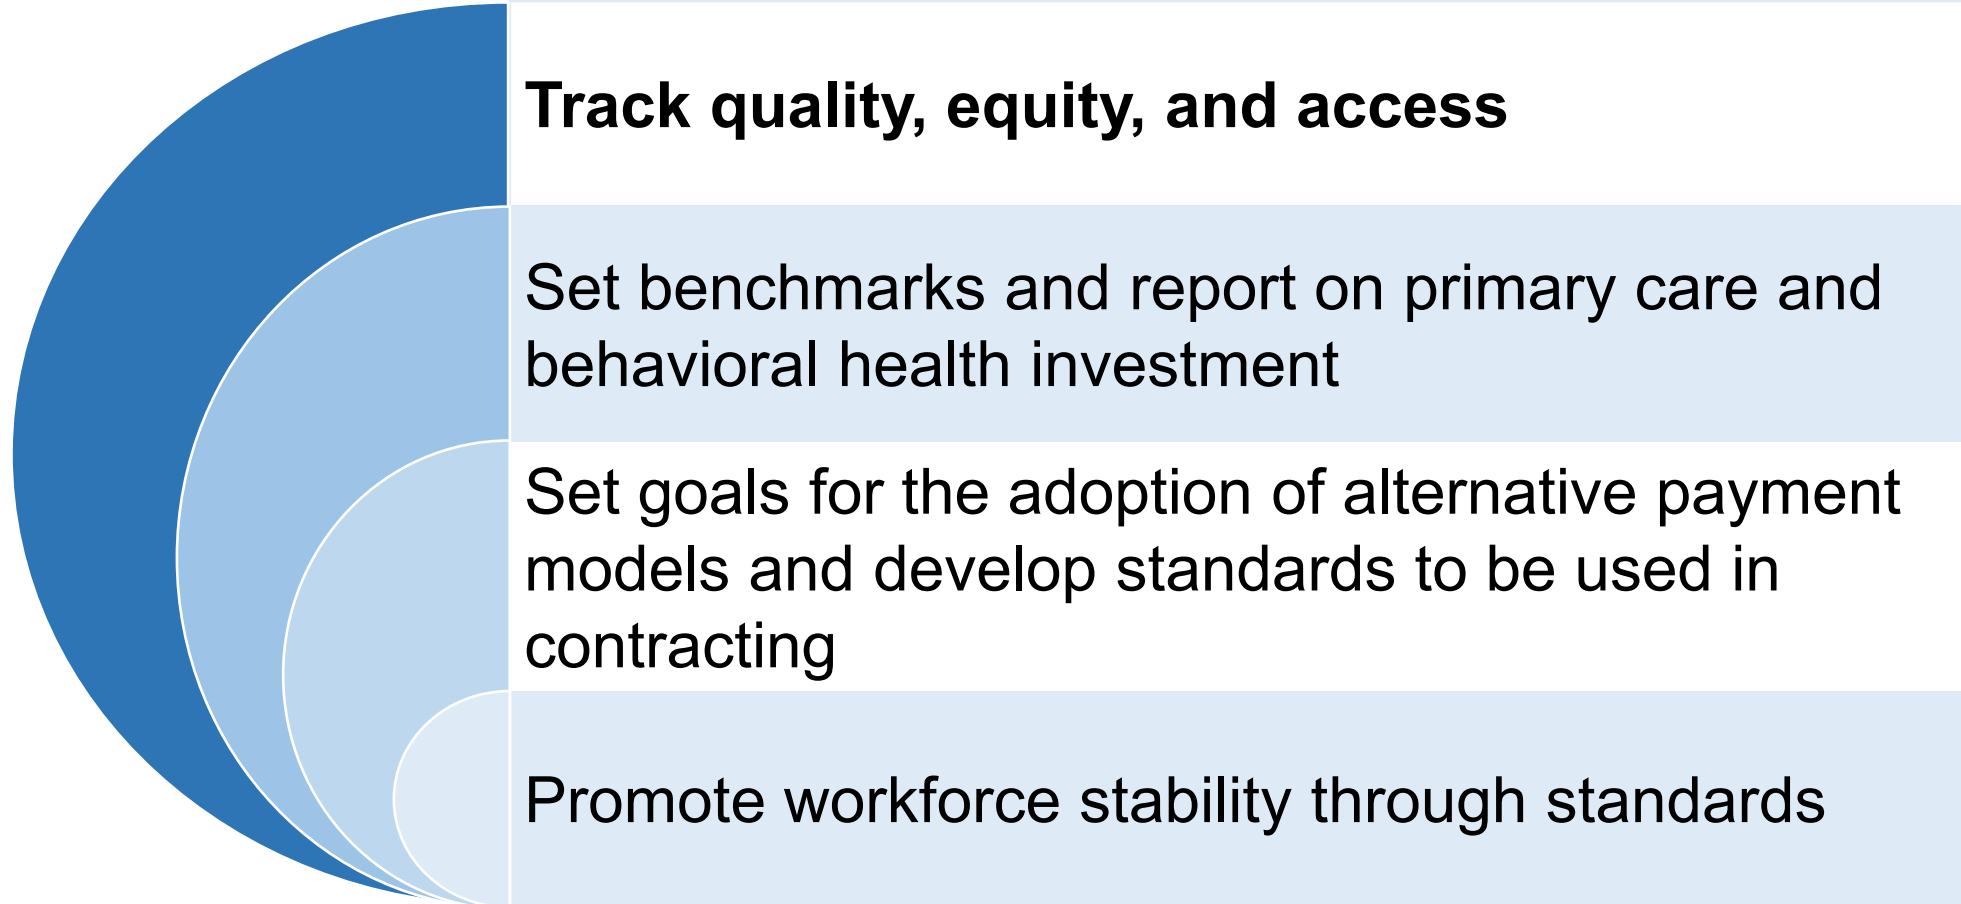 Track quality, equity, and access
Set benchmarks and report on primary care and
behavioral health investment
Set goals for the adoption of alternative payment
models and develop standards to be used in
contracting
Promote workforce stability through standards